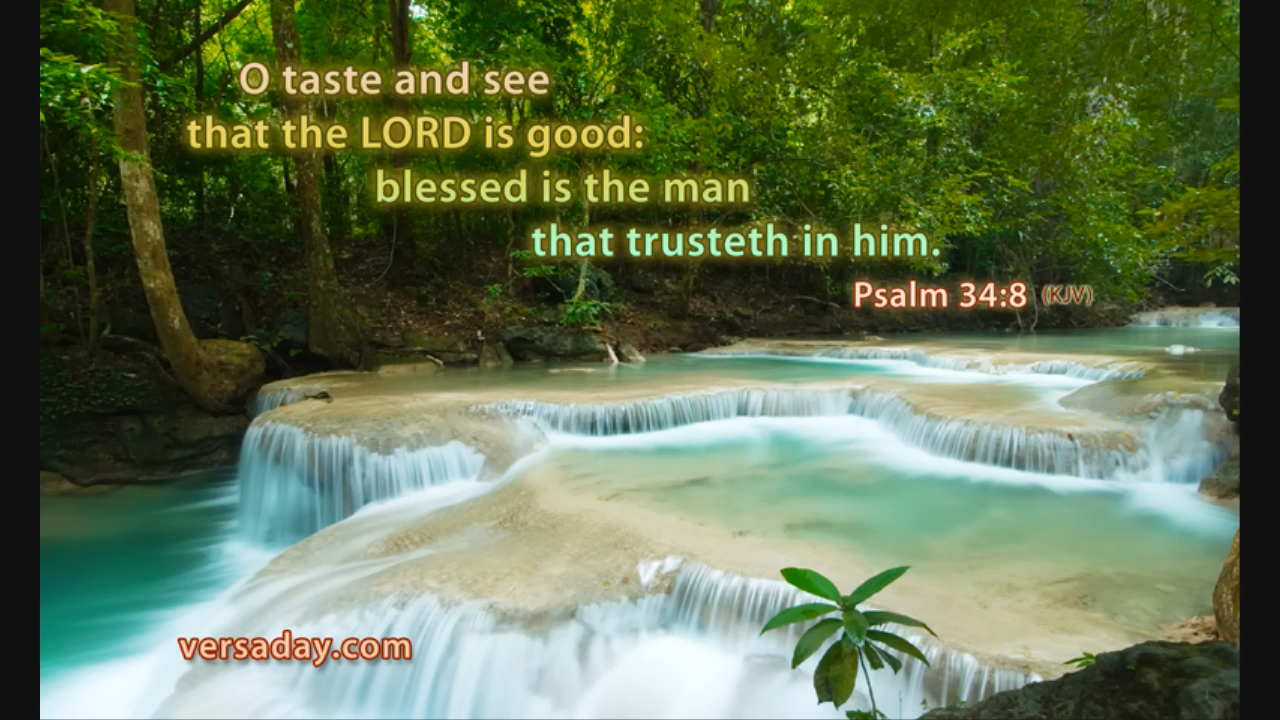 O taste and see
that the LORD is good:
blessed is the man
that trusteth in him.
Psalm 34:8 (KJV)
versaday.com